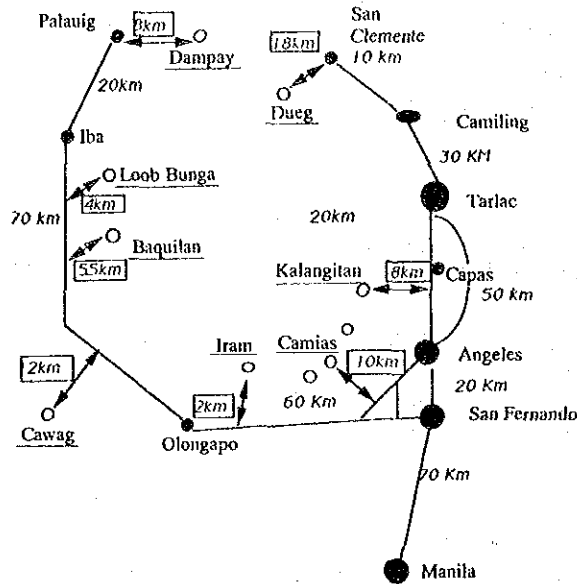 Palauig
8km
Dampay
20km
Iba
Loob Bunga
4km
70 km
Baquilan
5.5km
2km
Cawag
Iram
2km
Olongapo
60 Km
San
Clemente
18km
10 km
Dueg
Camiling
30 KM
Tarlac
20km
Kalangitan
8km
Capas
50 km
Camias
10km
Angeles
20 Km
San Fernando
70 Km
Manila